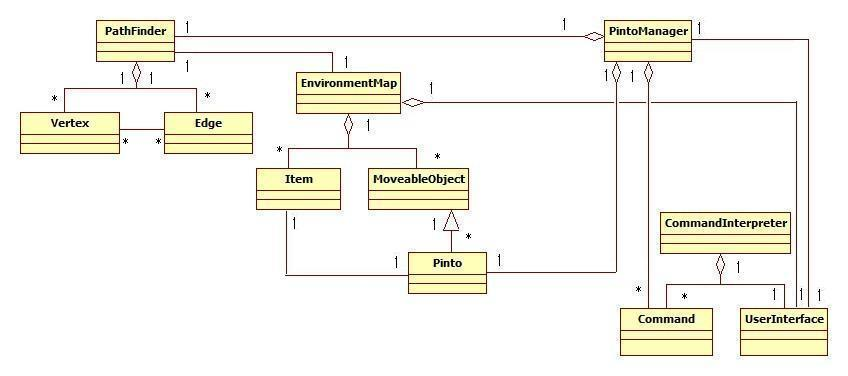 PathFinder
1
1
PintoManager
1
1
1
1
1
1
1
EnvironmentMap
1
1
*
*
Vertex
*
*
Edge
1
*
*
Item
MoveableObject
1
1
*
CommandInterpreter
1
Pinto
1
1
*
*
1
1
1
Command
UserInterface